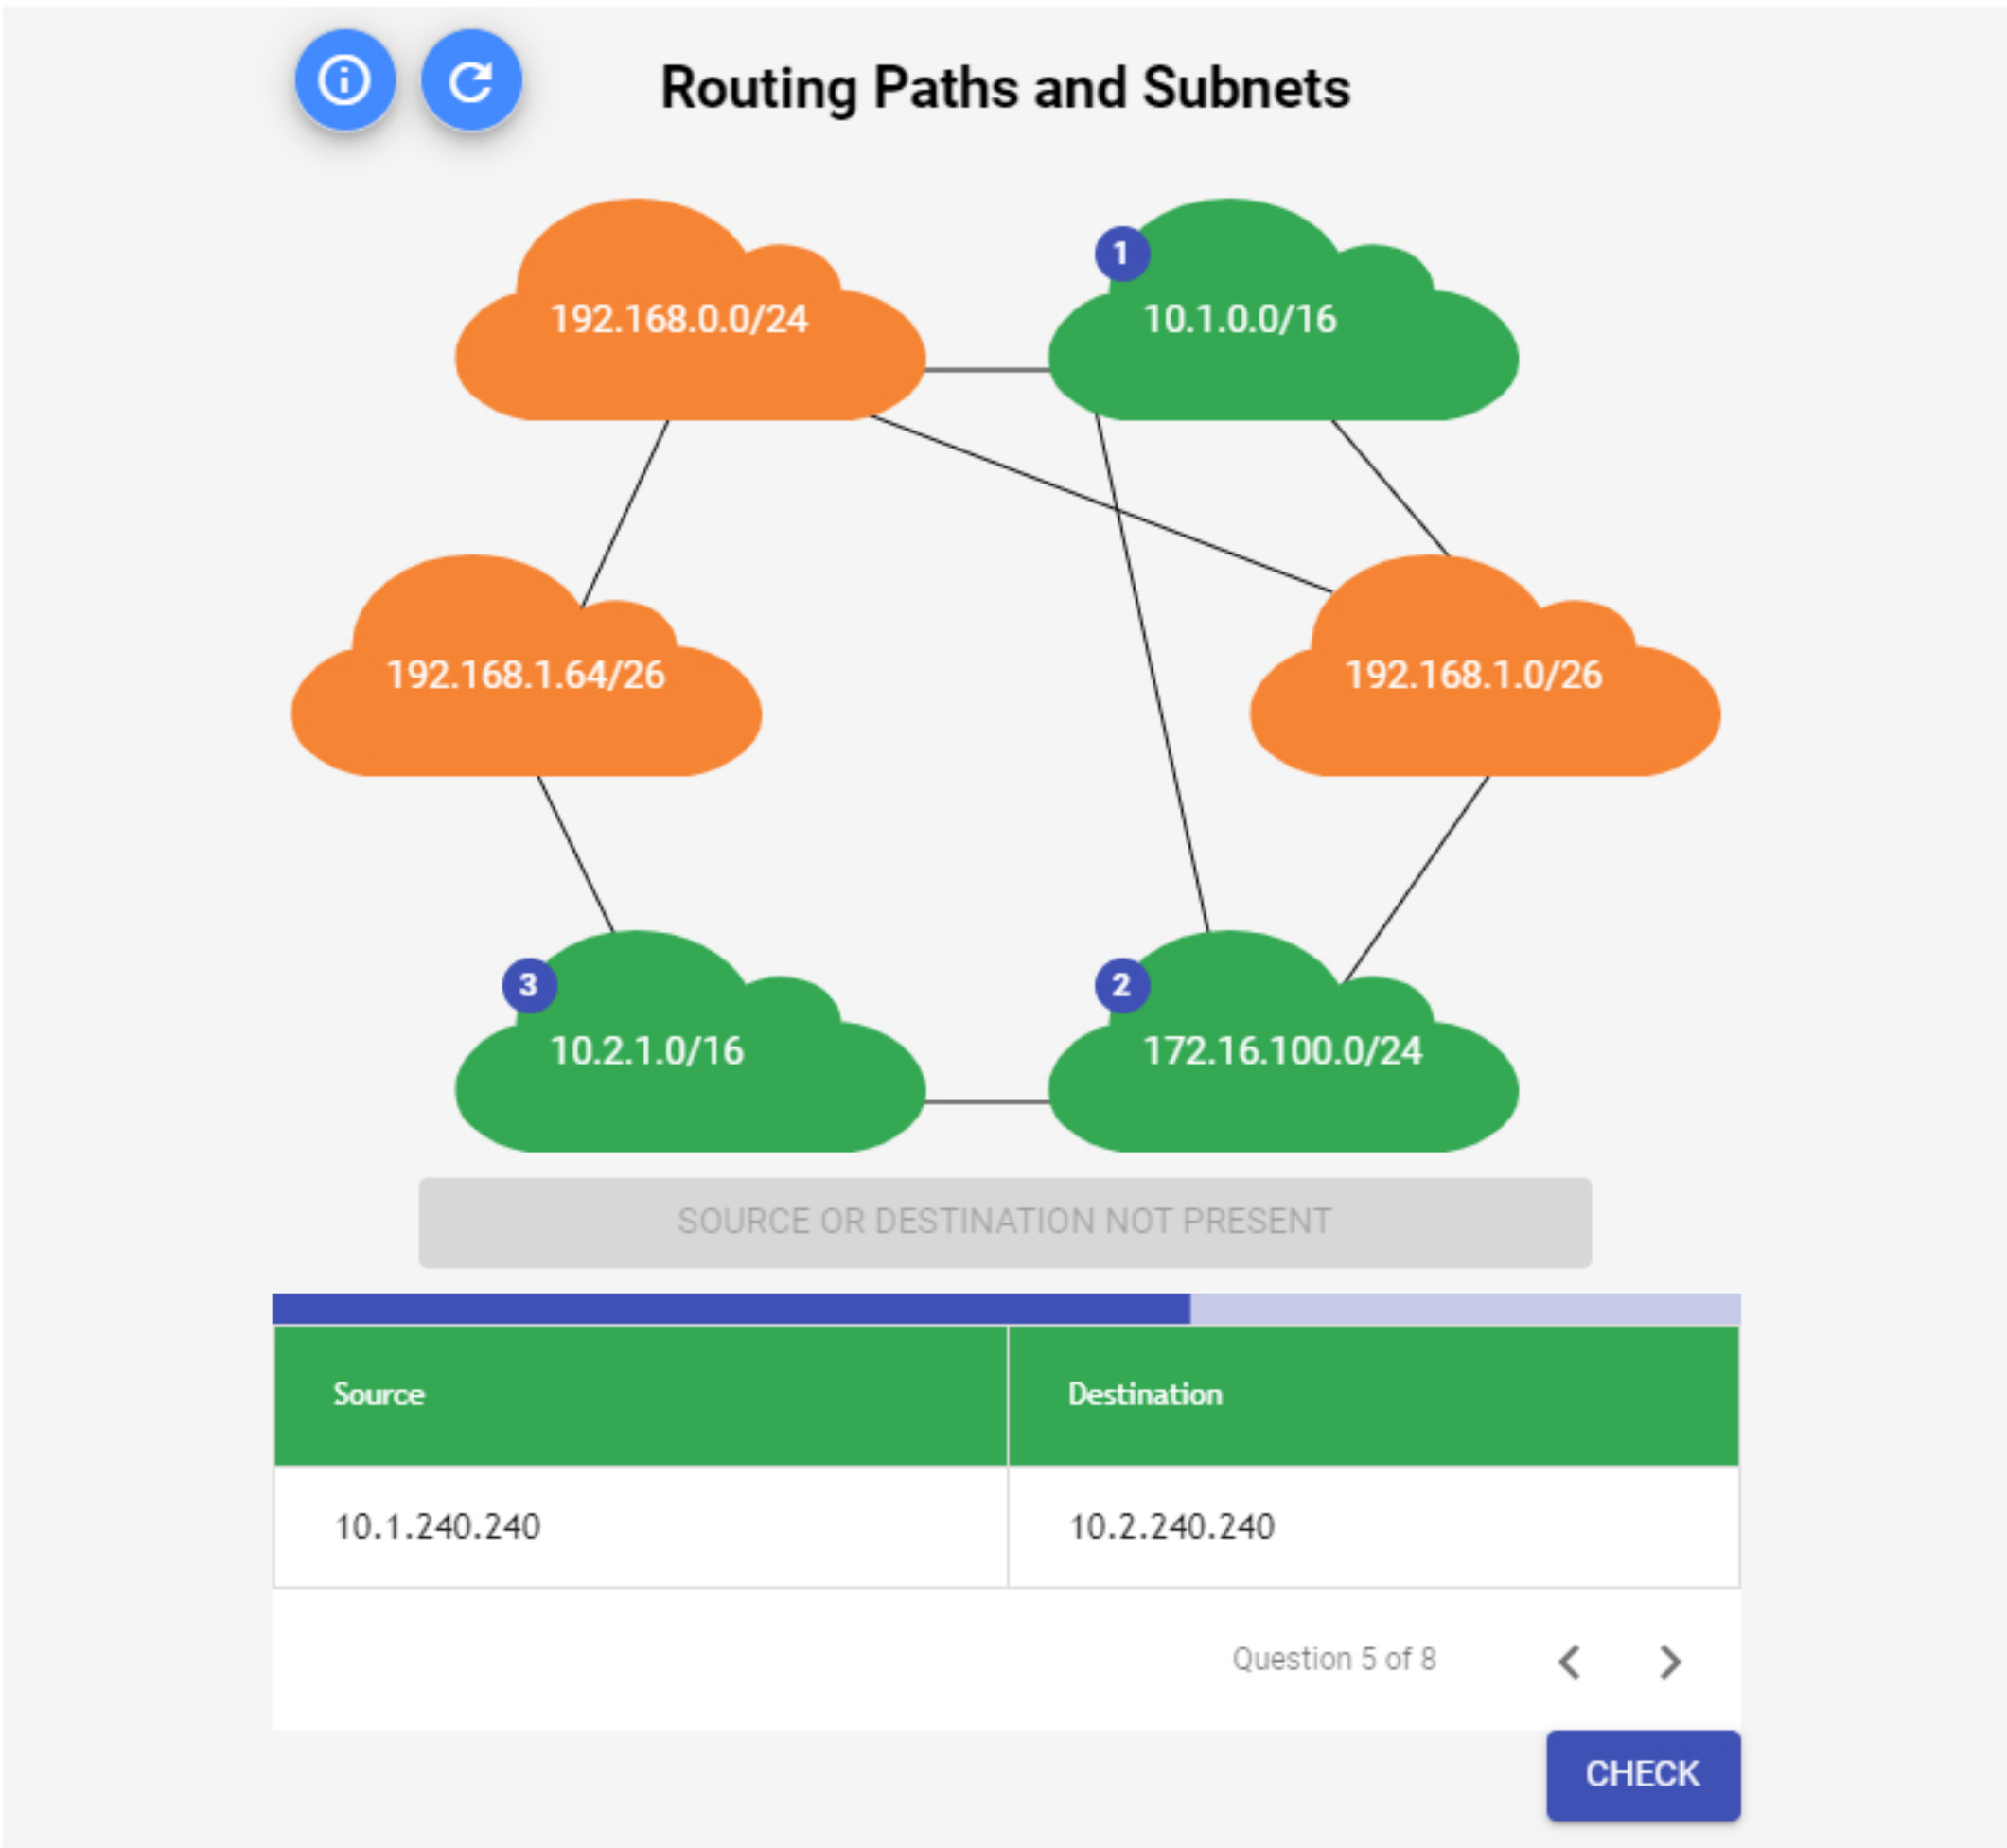 Routing Paths and Subnets
192.168.0.0/24
1
10.1.0.0/16
192.168.1.64/26
192.168.1.0/26
3
10.2.1.0/16
2
172.16.100.0/24
SOURCE OR DESTINATION NOT PRESENT
Source
Destination
10.1.240.240
10.2.240.240
Question 5 of 8
CHECK